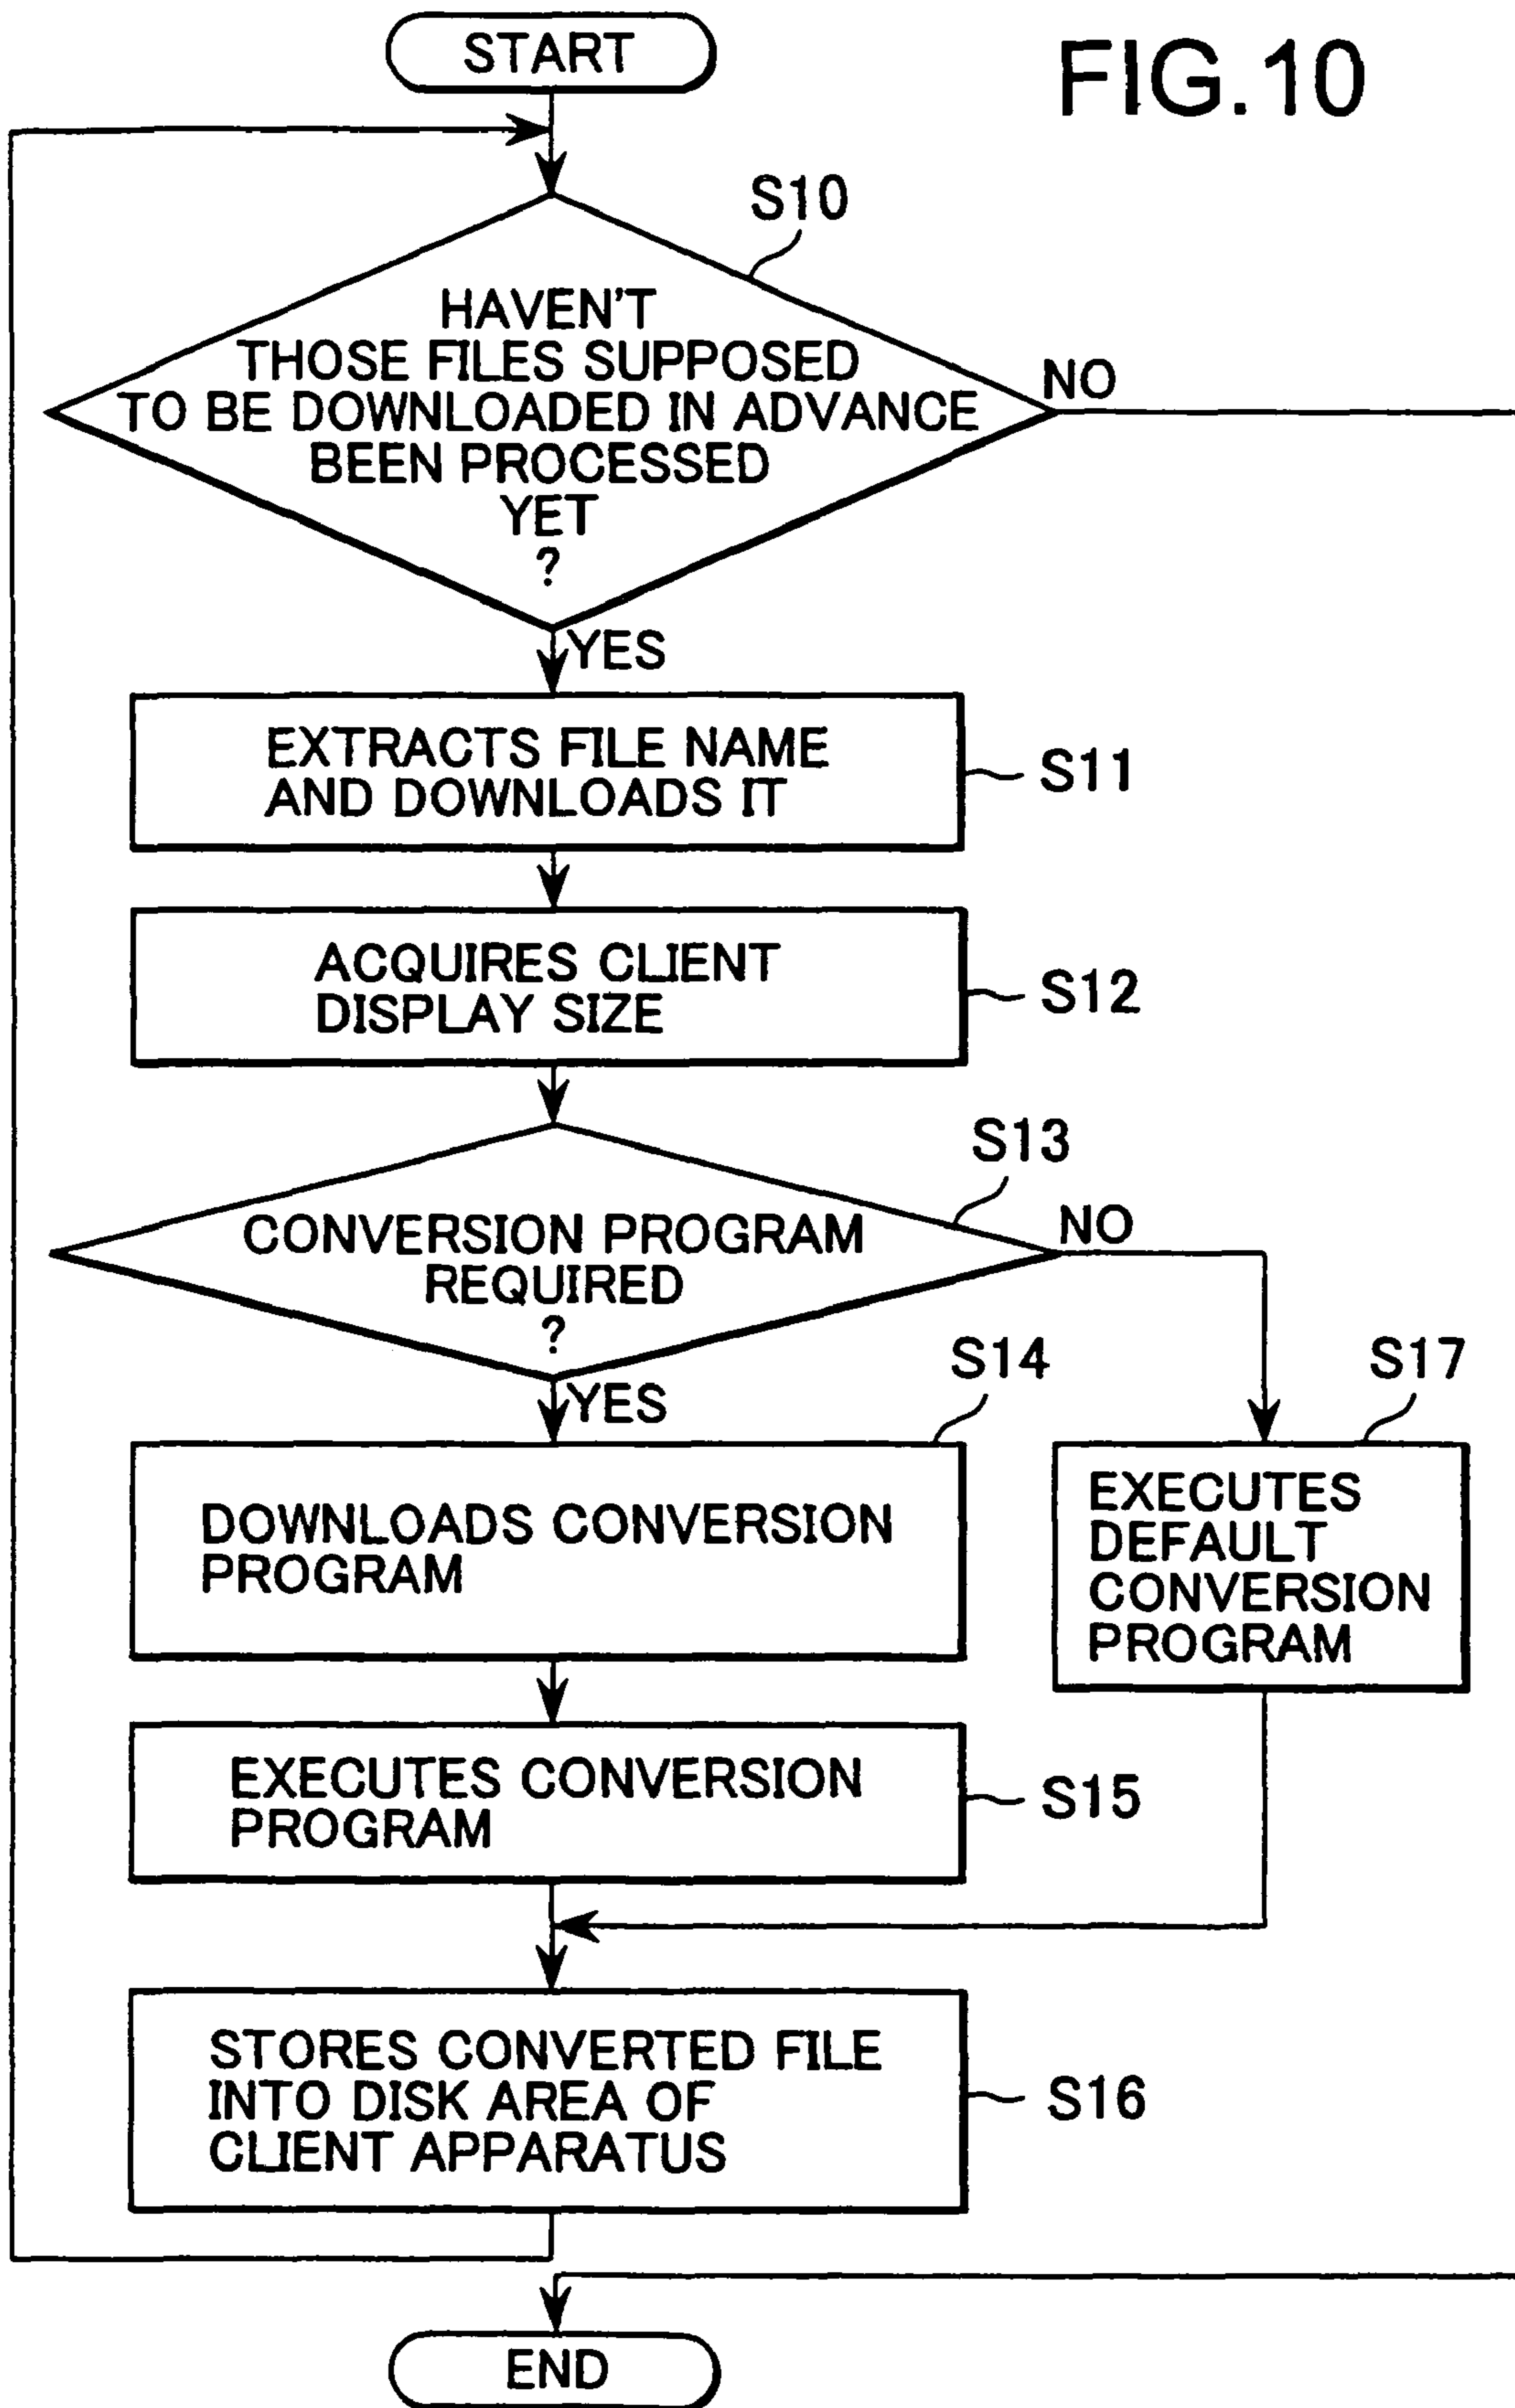 START
FIG.10
S10
HAVEN'T
THOSE FILES SUPPOSED
TO BE DOWNLOADED IN ADVANCE
BEEN PROCESSED
YET
?
NO
YES
EXTRACTS FILE NAME
AND DOWNLOADS IT
S11
ACQUIRES CLIENT
DISPLAY SIZE
S12
S13
CONVERSION PROGRAM
REQUIRED
?
NO
YES
S14
DOWNLOADS CONVERSION
PROGRAM
S17
EXECUTES
DEFAULT
CONVERSION
PROGRAM
EXECUTES CONVERSION
PROGRAM
S15
STORES CONVERTED FILE
INTO DISK AREA OF
CLIENT APPARATUS
S16
END